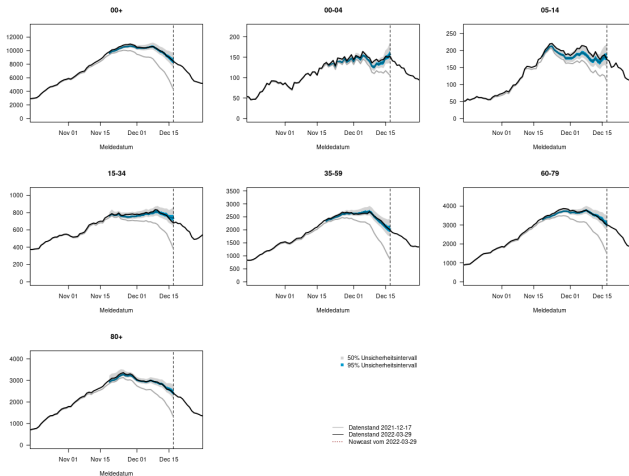 00+
00-04
05-14
12000
10000
8000
6000
4000
2000
0
200
150
100
50
0
250
200
150
100
50
0
Nov 01
Nov 15
Dec 01
Dec 15
Nov 01
Nov 15
Dec 01
Dec 15
Nov 01
Nov 15
Dec 01
Dec 15
Meldedatum
Meldedatum
Meldedatum
15-34
35-59
60-79
1000
800
600
400
200
0
3500
3000
2500
2000
1500
1000
500
0
4000
3000
2000
1000
0
Nov 01
Nov 15
Dec 01
Dec 15
Nov 01
Nov 15
Dec 01
Dec 15
Nov 01
Nov 15
Dec 01
Dec 15
Meldedatum
Meldedatum
Meldedatum
80+
4000
3000
2000
1000
0
Nov 01
Nov 15
Dec 01
Dec 15
Meldedatum
50% Unsicherheitsintervall
95% Unsicherheitsintervall
Datenstand 2021-12-17
Datenstand 2022-03-29
Nowcast vom 2022-03-29